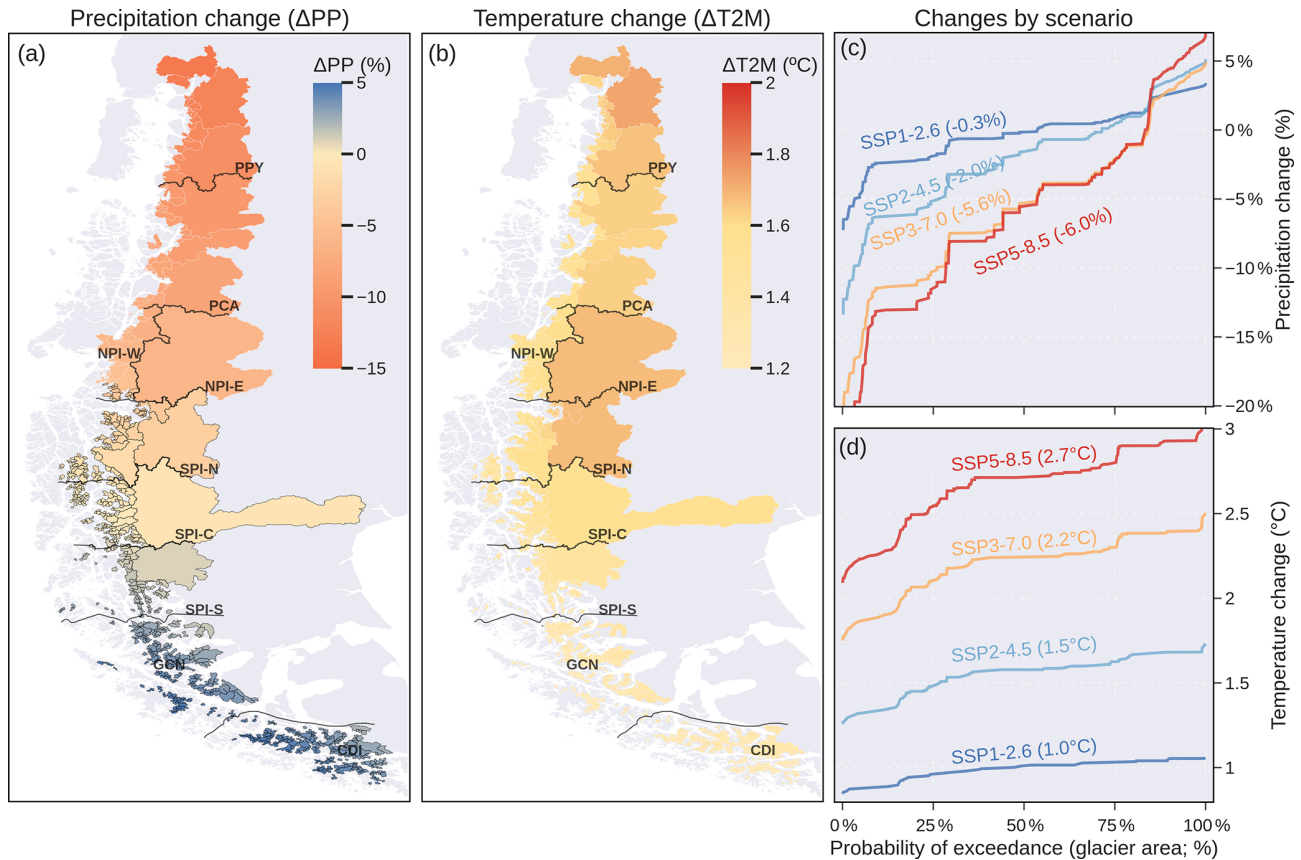 Precipitation change (ΔPP)
(a)
ΔPP (%)
5
0
−5
−10
−15
PPY
PCA
NPI-W
NPI-E
SPI-N
SPI-C
SPI-S
GCN
CDI
Temperature change (ΔT2M)
(b)
ΔT2M (ºC)
2
1.8
1.6
1.4
1.2
PPY
PCA
NPI-W
NPI-E
SPI-N
SPI-C
SPI-S
GCN
CDI
Changes by scenario
(c)
SSP1-2.6 (-0.3%)
SSP2-4.5 (-2.0%)
SSP3-7.0 (-5.6%)
SSP5-8.5 (-6.0%)
5%
0%
−5%
−10%
−15%
−20%
Precipitation change (%)
(d)
SSP5-8.5 (2.7°C)
SSP3-7.0 (2.2°C)
SSP2-4.5 (1.5°C)
SSP1-2.6 (1.0°C)
3
2.5
2
1.5
1
Temperature change (°C)
0% 25% 50% 75% 100%
Probability of exceedance (glacier area; %)